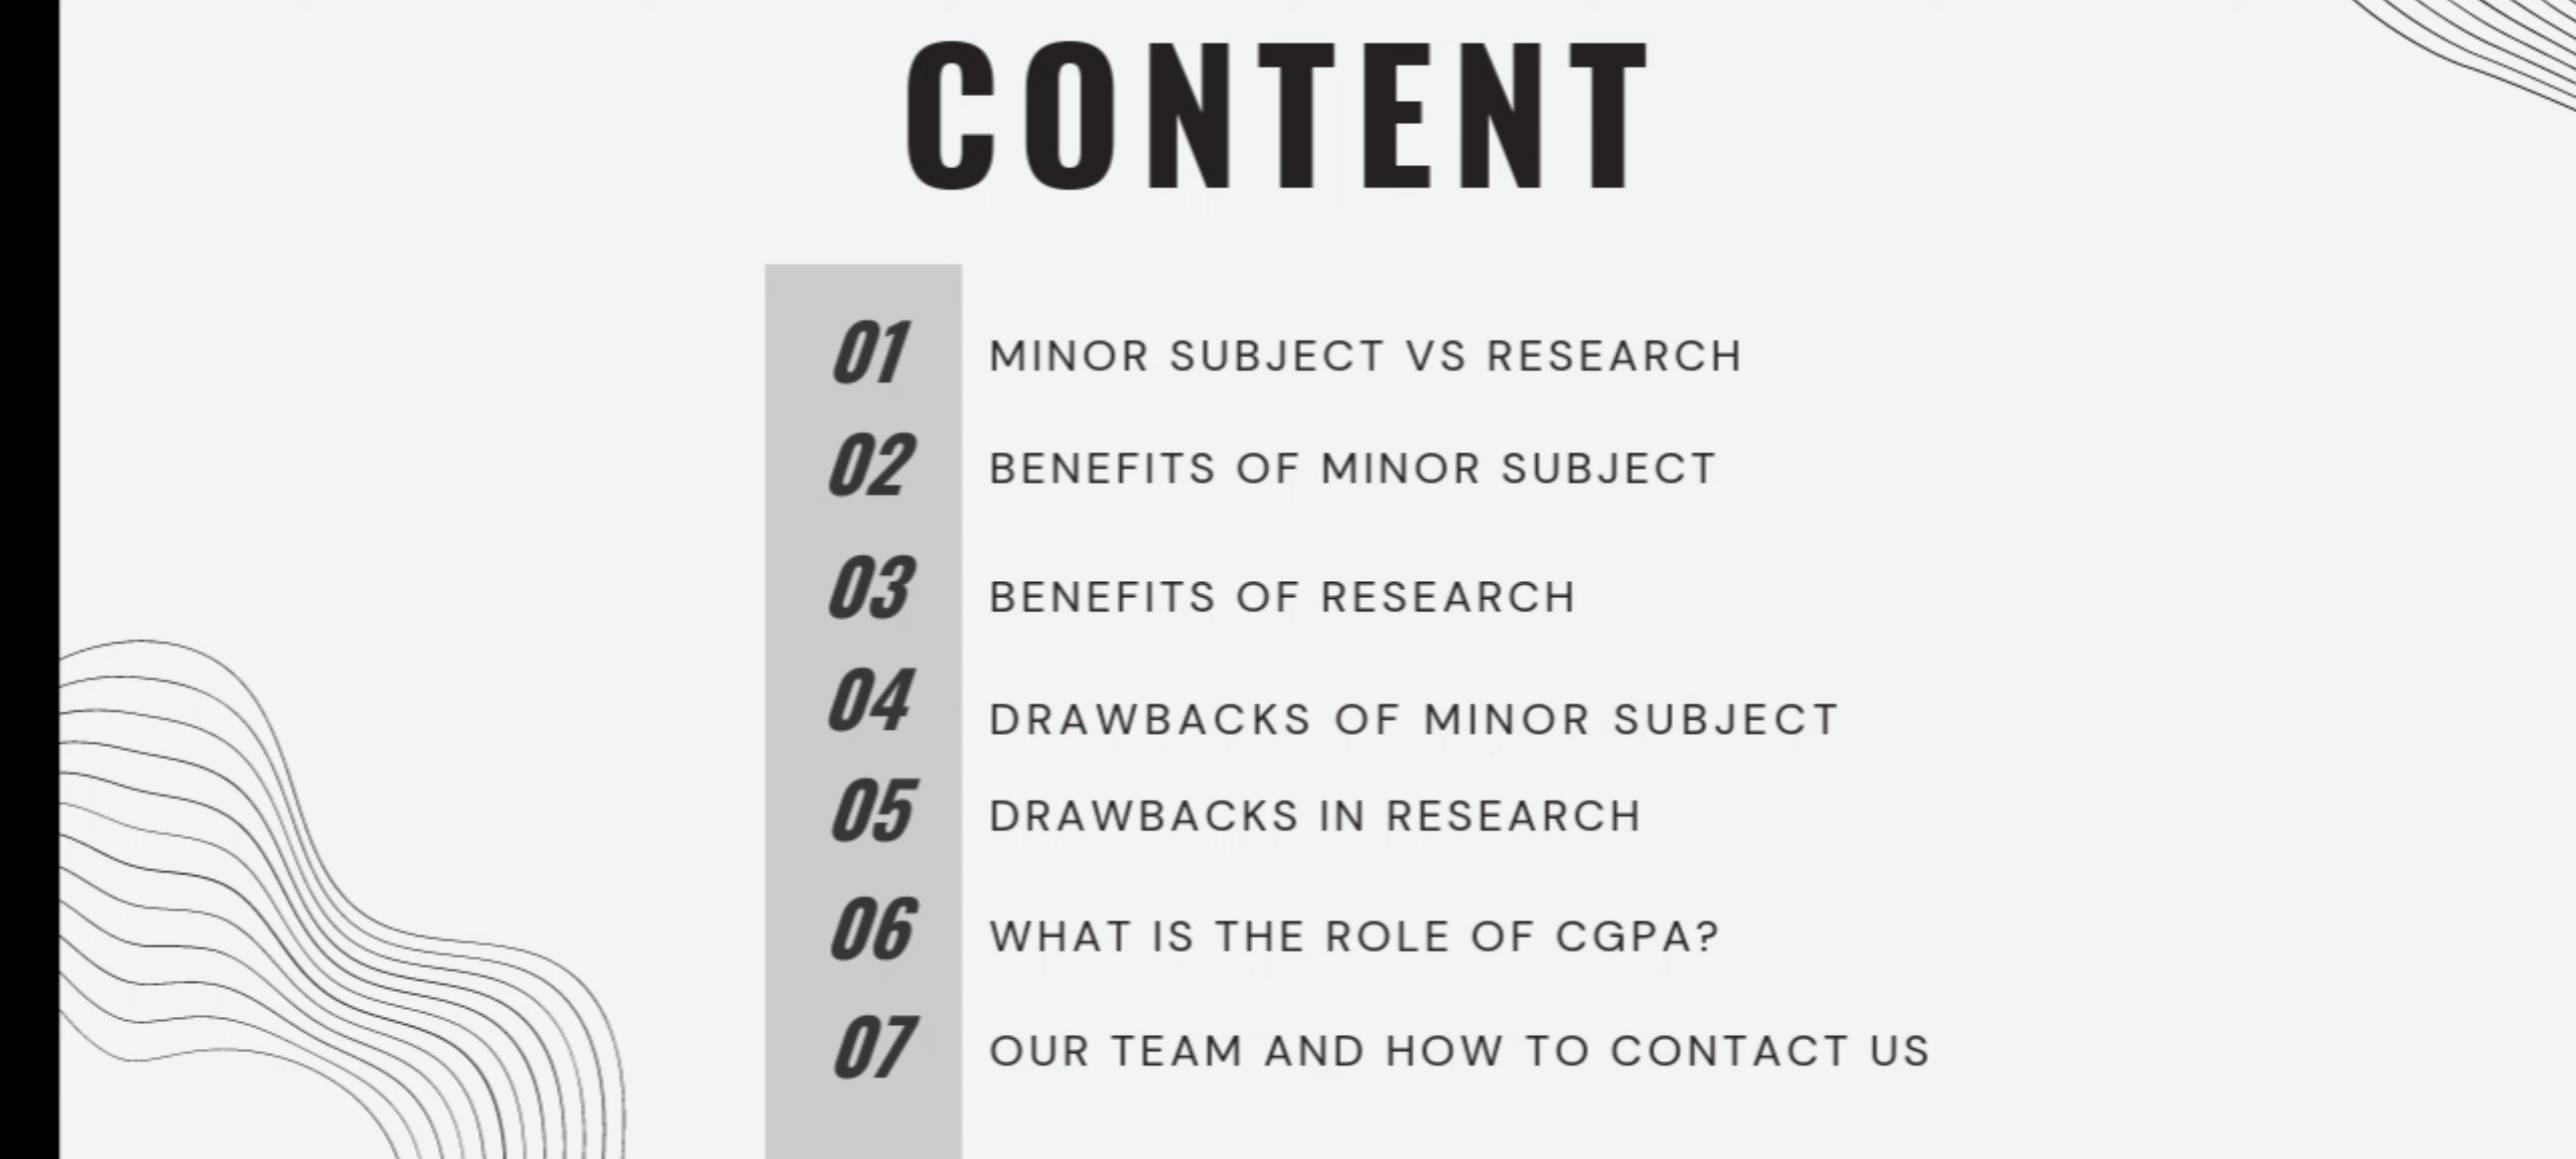 CONTENT
01 MINOR SUBJECT VS RESEARCH
02 BENEFITS OF MINOR SUBJECT
03 BENEFITS OF RESEARCH
04 DRAWBACKS OF MINOR SUBJECT
05 DRAWBACKS IN RESEARCH
06 WHAT IS THE ROLE OF CGPA?
07 OUR TEAM AND HOW TO CONTACT US